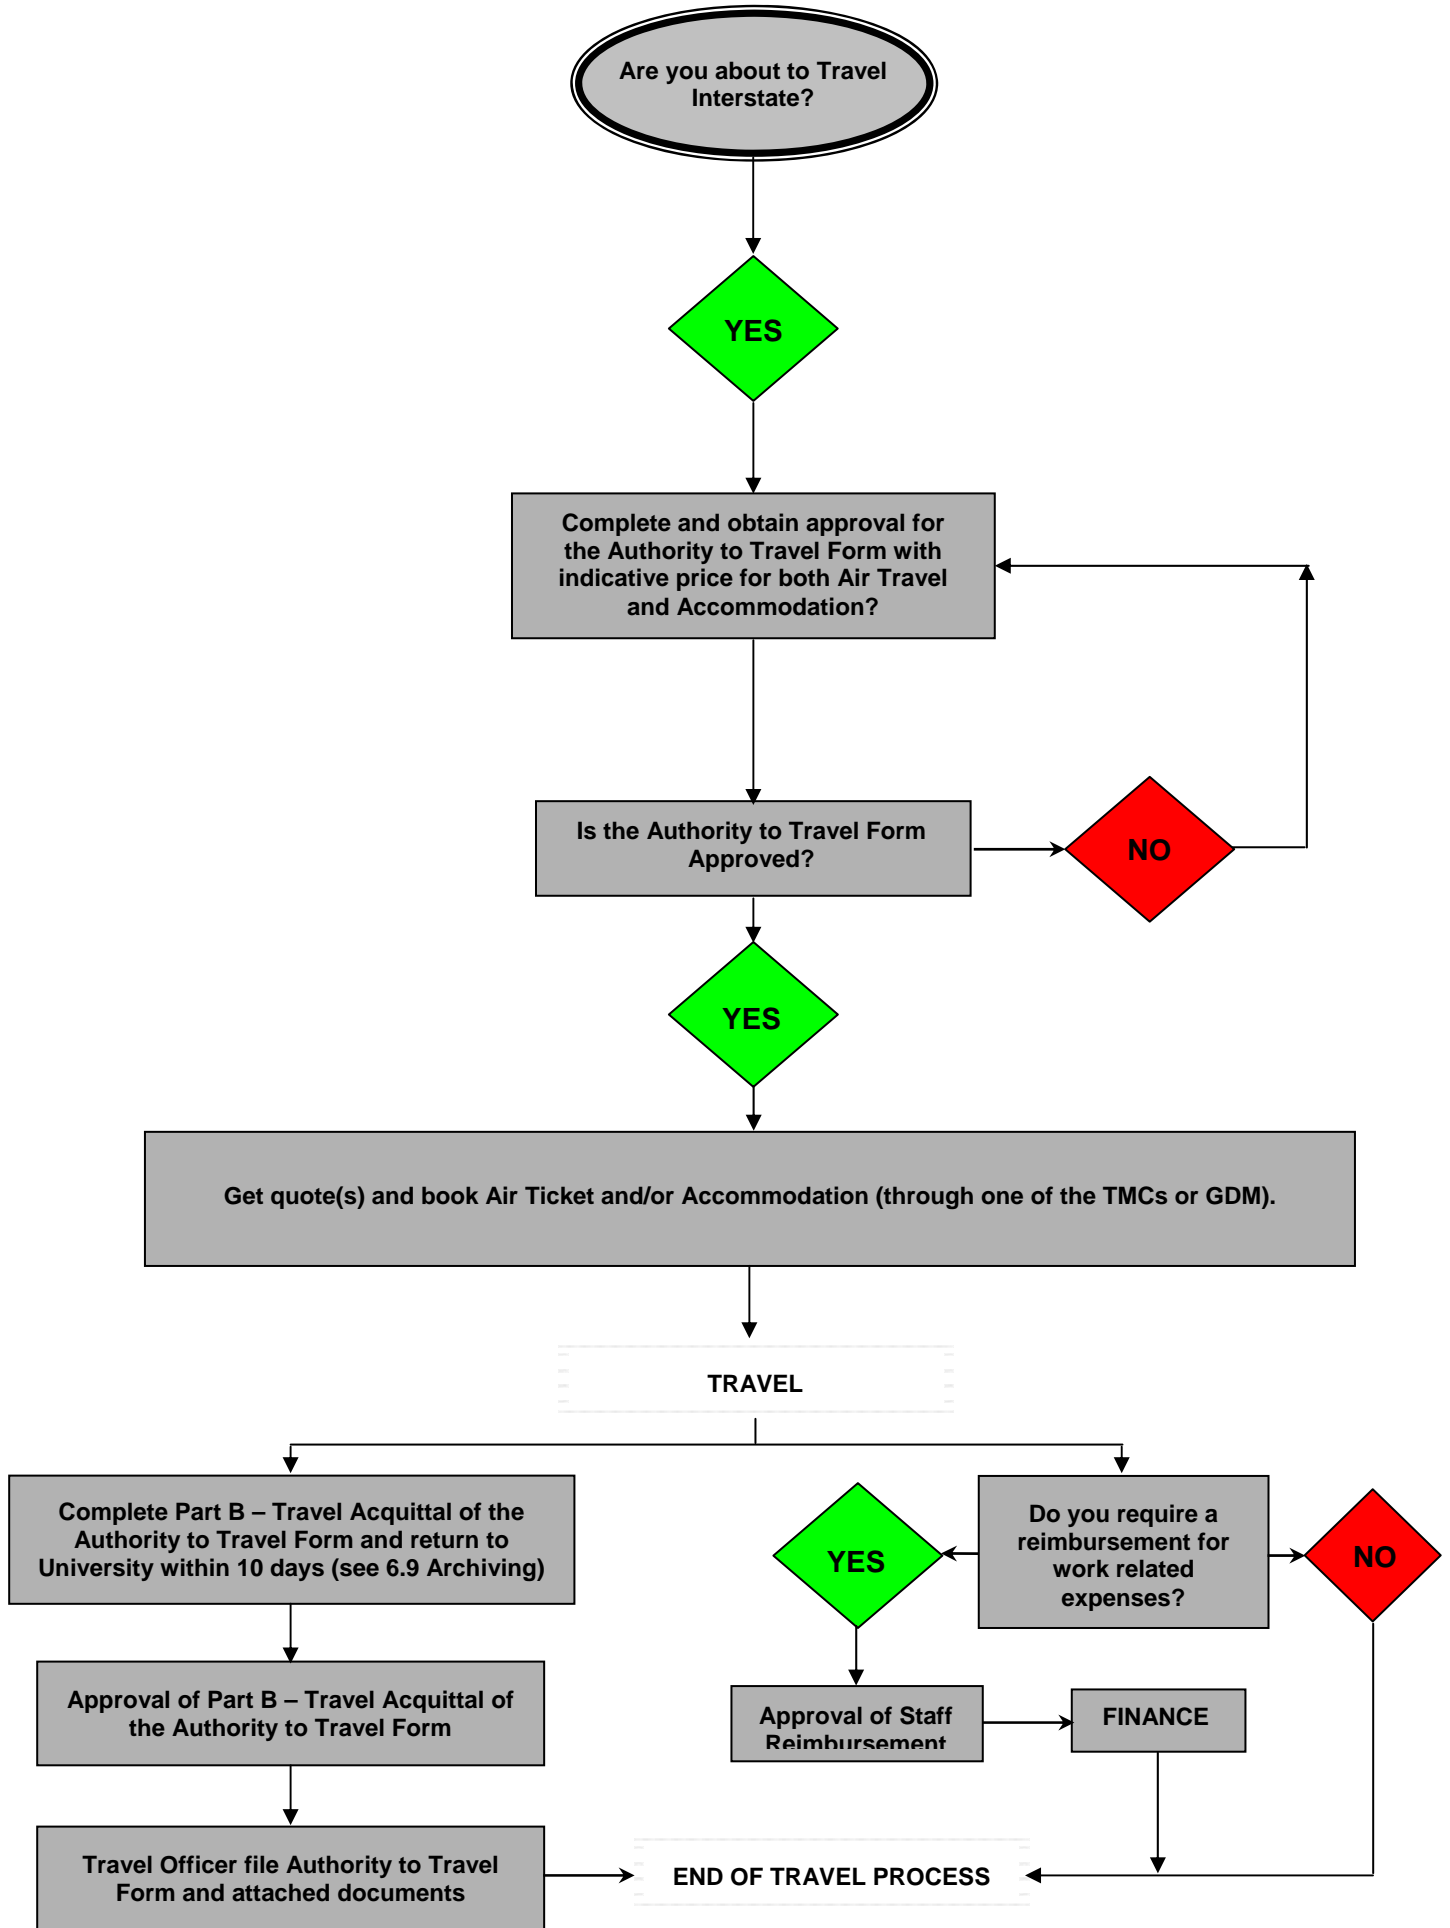 Are you about to Travel
Interstate?
YES
Complete and obtain approval for
the Authority to Travel Form with
indicative price for both Air Travel
and Accommodation?
Is the Authority to Travel Form
Approved?
NO
YES
Get quote(s) and book Air Ticket and/or Accommodation (through one of the TMCs or GDM).
TRAVEL
Complete Part B – Travel Acquittal of the
Authority to Travel Form and return to
University within 10 days (see 6.9 Archiving)
YES
Do you require a
reimbursement for
work related
expenses?
NO
Approval of Part B – Travel Acquittal of
the Authority to Travel Form
Approval of Staff
Reimbursement
FINANCE
Travel Officer file Authority to Travel
Form and attached documents
END OF TRAVEL PROCESS